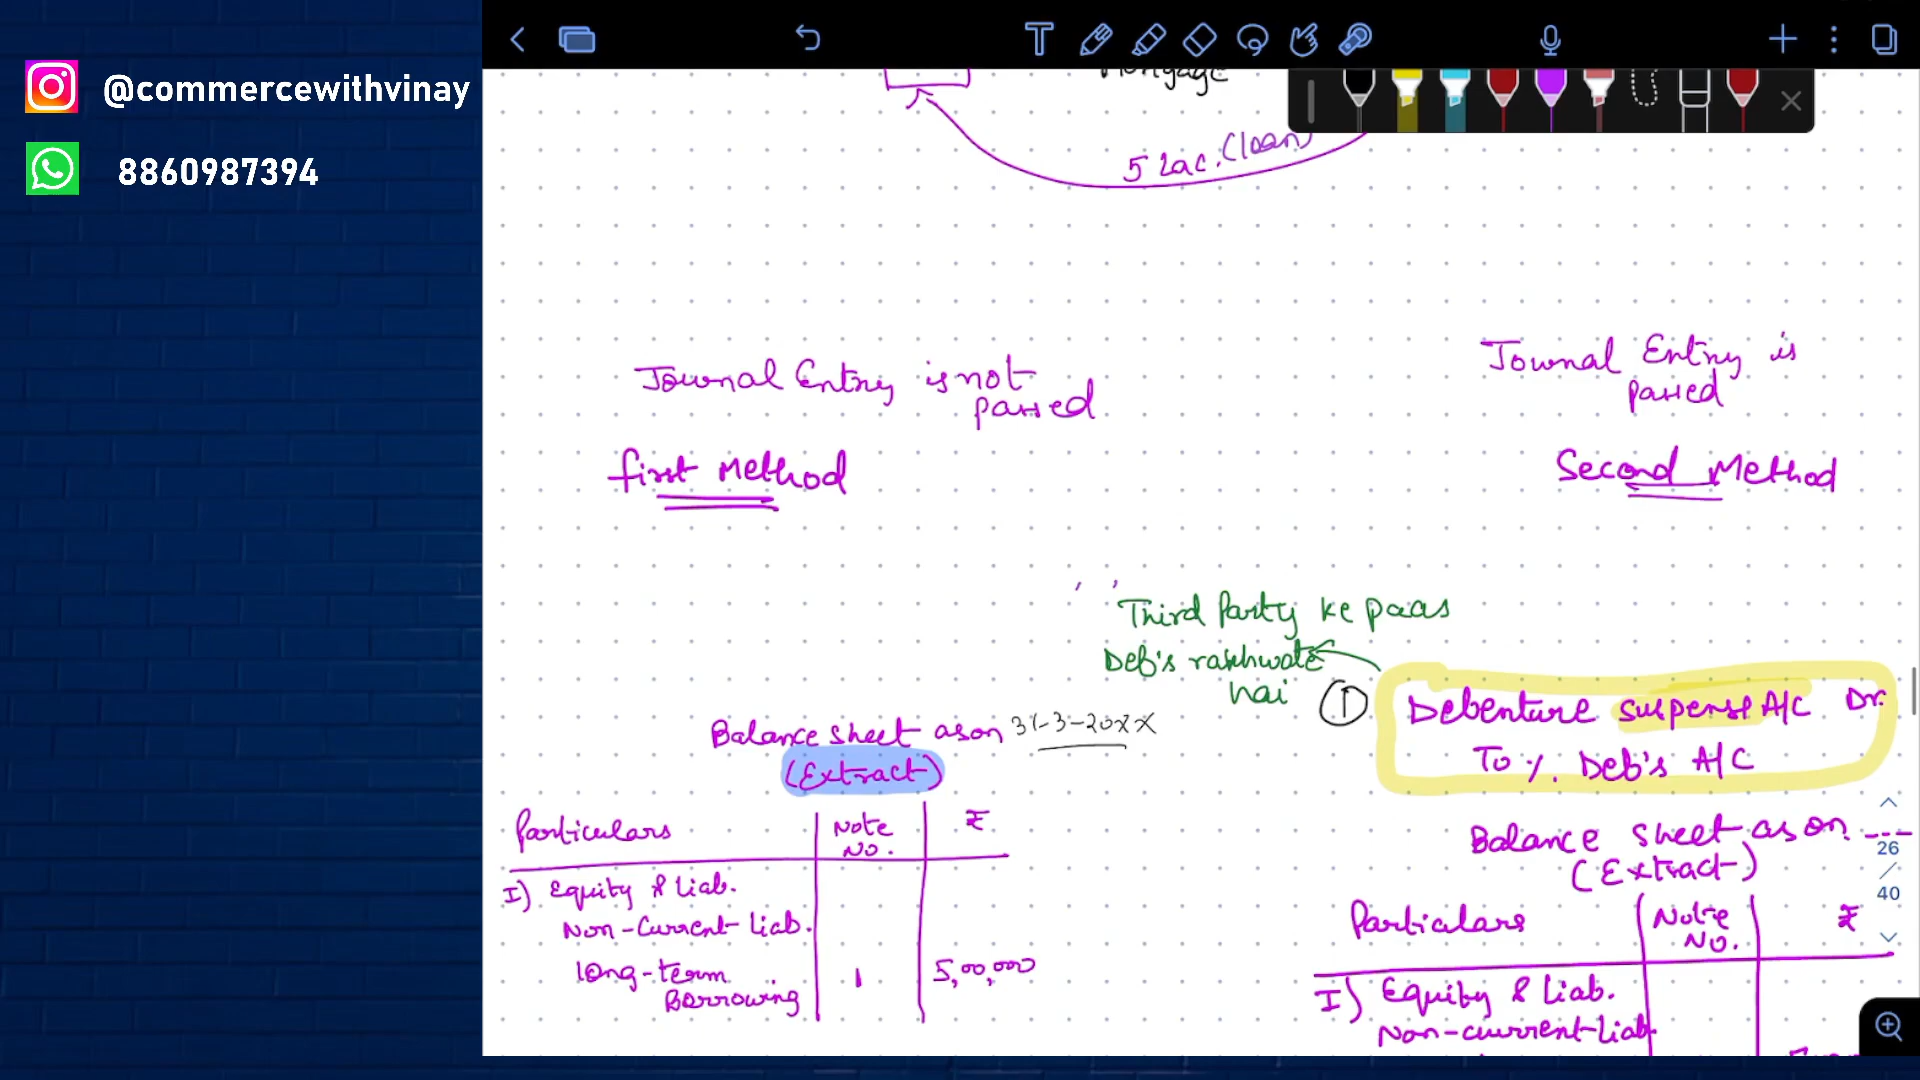 @commercewithvinay
8860987394
Mortgage
5 Lac. (loan)
Journal Entry is not
passed
first Method
Journal Entry is
passed
Second Method
Third Party ke paas
Deb's rakhwate
hai
①
Debenture suspense A/C Dr.
To %. Deb's A/C
Balance sheet as on 31-3-20XX
(Extract)
Particulars Note No. ₹
I) Equity & Liab.
Non-Current-Liab.
long-term
Borrowing 1 5,00,000
Balance sheet as on ---
(Extract)
Particulars Note No. ₹
I) Equity & Liab.
Non-current-Liab.
26
/
40